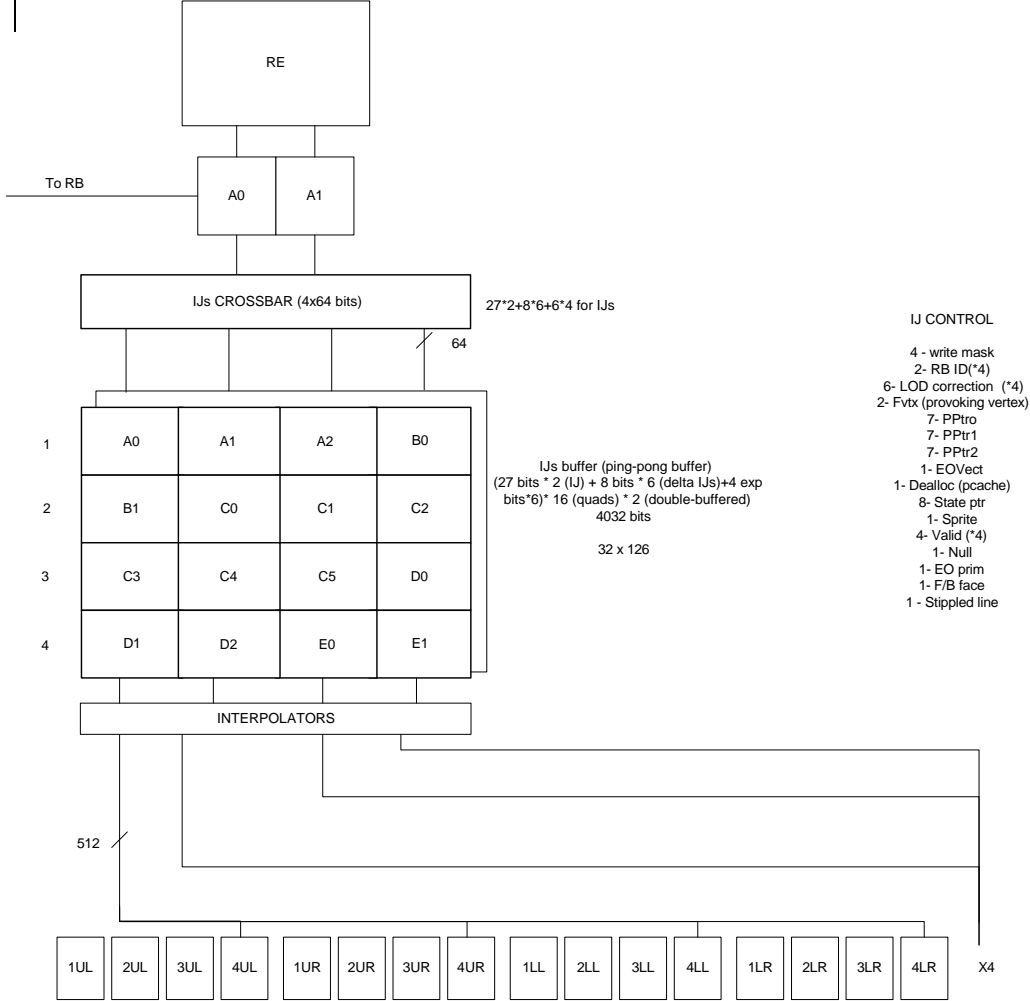 RE
To RB
A0 A1
IJs CROSSBAR (4x64 bits)
27*2+8*6+6*4 for IJs
64
1 A0 A1 A2 B0
2 B1 C0 C1 C2
3 C3 C4 C5 D0
4 D1 D2 E0 E1
IJs buffer (ping-pong buffer)
(27 bits * 2 (IJ) + 8 bits * 6 (delta IJs)+4 exp
bits*6)* 16 (quads) * 2 (double-buffered)
4032 bits
32 x 126
IJ CONTROL
4 - write mask
2- RB ID(*4)
6- LOD correction (*4)
2- Fvtx (provoking vertex)
7- PPtro
7- PPtr1
7- PPtr2
1- EOVect
1- Dealloc (pcache)
8- State ptr
1- Sprite
4- Valid (*4)
1- Null
1- EO prim
1- F/B face
1 - Stippled line
INTERPOLATORS
512
1UL 2UL 3UL 4UL 1UR 2UR 3UR 4UR 1LL 2LL 3LL 4LL 1LR 2LR 3LR 4LR X4